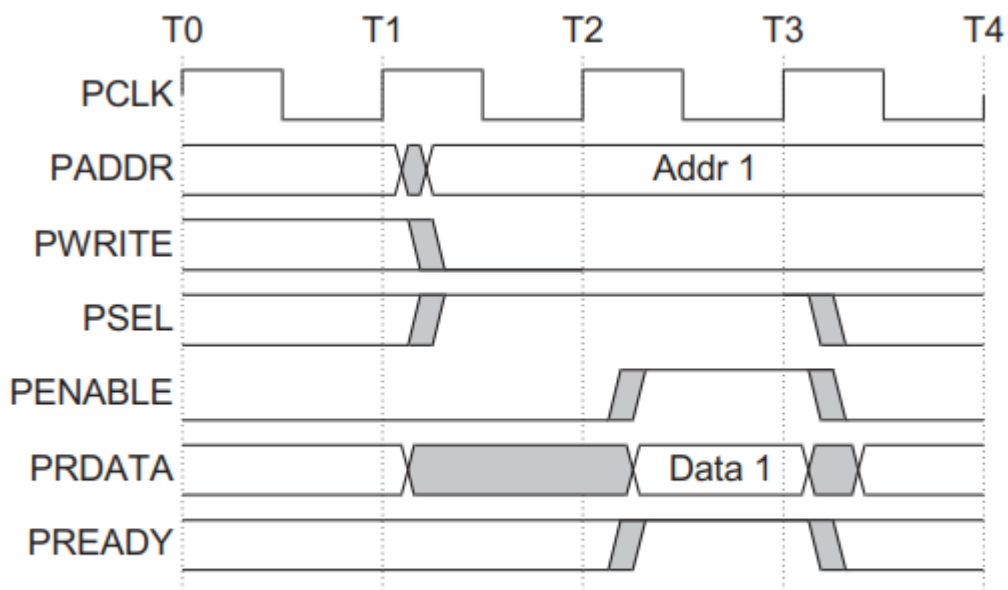 T0 T1 T2 T3 T4
PCLK
PADDR Addr 1
PWRITE
PSEL
PENABLE
PRDATA Data 1
PREADY